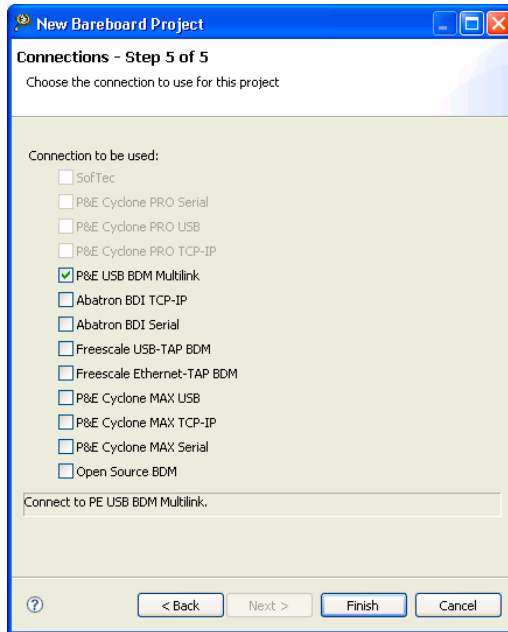 New Bareboard Project
Connections - Step 5 of 5
Choose the connection to use for this project
Connection to be used:
SofTec
P&E Cyclone PRO Serial
P&E Cyclone PRO USB
P&E Cyclone PRO TCP-IP
P&E USB BDM Multilink
Abatron BDI TCP-IP
Abatron BDI Serial
Freescale USB-TAP BDM
Freescale Ethernet-TAP BDM
P&E Cyclone MAX USB
P&E Cyclone MAX TCP-IP
P&E Cyclone MAX Serial
Open Source BDM
Connect to PE USB BDM Multilink.
? < Back Next > Finish Cancel